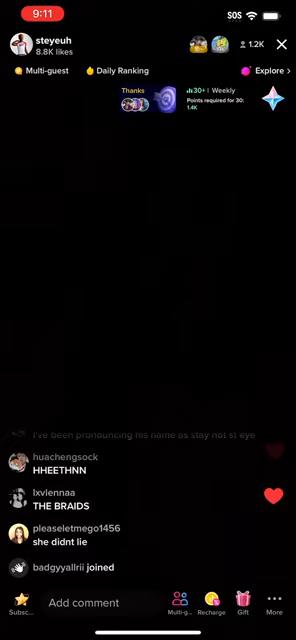 9:11
SOS
steyeuh
8.8K likes
1.2K
Multi-guest
Daily Ranking
Explore >
Thanks
30+ | Weekly
Points required for 30:
1.4K
I've been pronouncing his name as stay not st eye
huachengsock
HHEETHNN
lxvlennaa
THE BRAIDS
pleaseletmego1456
she didnt lie
badgyyallrii joined
Subsc...
Add comment
Multi-g...
Recharge
Gift
More